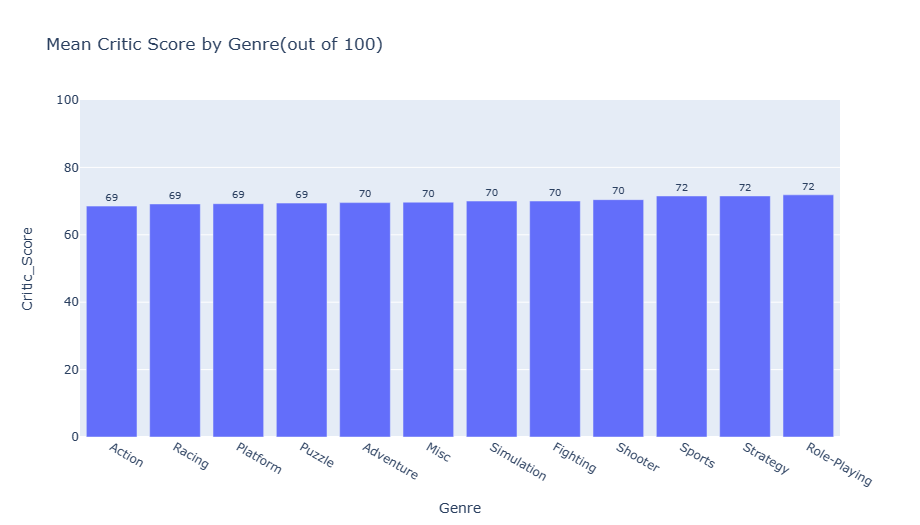 Mean Critic Score by Genre(out of 100)
100
80
60
40
20
0
Critic_Score
69
69
69
69
70
70
70
70
70
72
72
72
Action
Racing
Platform
Puzzle
Adventure
Misc
Simulation
Fighting
Shooter
Sports
Strategy
Role-Playing
Genre